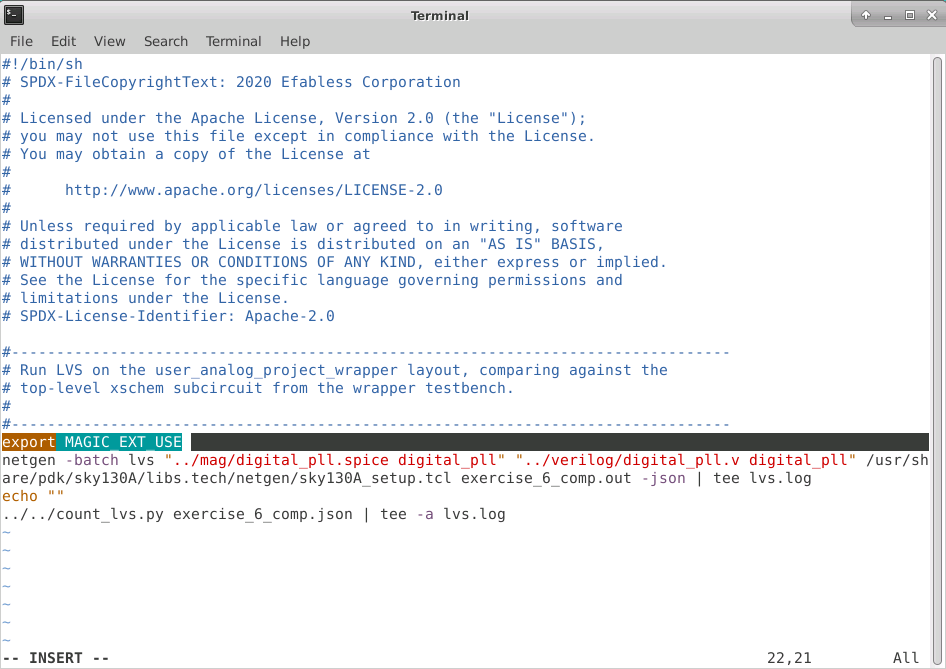 Terminal
File Edit View Search Terminal Help
#!/bin/sh
# SPDX-FileCopyrightText: 2020 Efabless Corporation
#
# Licensed under the Apache License, Version 2.0 (the "License");
# you may not use this file except in compliance with the License.
# You may obtain a copy of the License at
#
#      http://www.apache.org/licenses/LICENSE-2.0
#
# Unless required by applicable law or agreed to in writing, software
# distributed under the License is distributed on an "AS IS" BASIS,
# WITHOUT WARRANTIES OR CONDITIONS OF ANY KIND, either express or implied.
# See the License for the specific language governing permissions and
# limitations under the License.
# SPDX-License-Identifier: Apache-2.0

#--------------------------------------------------------------------------------
# Run LVS on the user_analog_project_wrapper layout, comparing against the
# top-level xschem subcircuit from the wrapper testbench.
#
#--------------------------------------------------------------------------------
export MAGIC_EXT_USE
netgen -batch lvs "../mag/digital_pll.spice digital_pll" "../verilog/digital_pll.v digital_pll" /usr/sh
are/pdk/sky130A/libs.tech/netgen/sky130A_setup.tcl exercise_6_comp.out -json | tee lvs.log
echo ""
../../count_lvs.py exercise_6_comp.json | tee -a lvs.log
~
~
~
~
~
~
~
-- INSERT -- 22,21 All